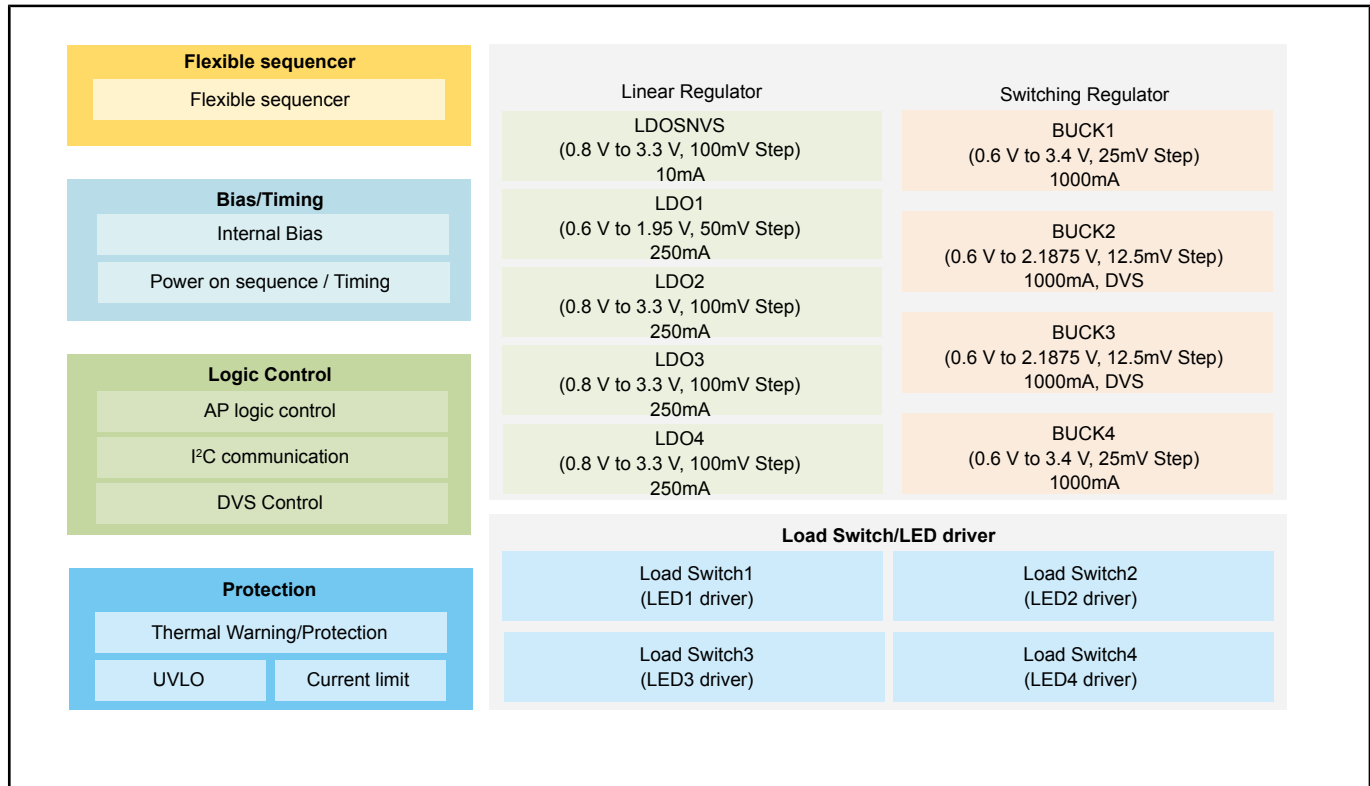 Flexible sequencer
Flexible sequencer
Bias/Timing
Internal Bias
Power on sequence / Timing
Logic Control
AP logic control
I²C communication
DVS Control
Protection
Thermal Warning/Protection
UVLO
Current limit
Linear Regulator
LDOSNVS
(0.8 V to 3.3 V, 100mV Step)
10mA
LDO1
(0.6 V to 1.95 V, 50mV Step)
250mA
LDO2
(0.8 V to 3.3 V, 100mV Step)
250mA
LDO3
(0.8 V to 3.3 V, 100mV Step)
250mA
LDO4
(0.8 V to 3.3 V, 100mV Step)
250mA
Switching Regulator
BUCK1
(0.6 V to 3.4 V, 25mV Step)
1000mA
BUCK2
(0.6 V to 2.1875 V, 12.5mV Step)
1000mA, DVS
BUCK3
(0.6 V to 2.1875 V, 12.5mV Step)
1000mA, DVS
BUCK4
(0.6 V to 3.4 V, 25mV Step)
1000mA
Load Switch/LED driver
Load Switch1
(LED1 driver)
Load Switch2
(LED2 driver)
Load Switch3
(LED3 driver)
Load Switch4
(LED4 driver)